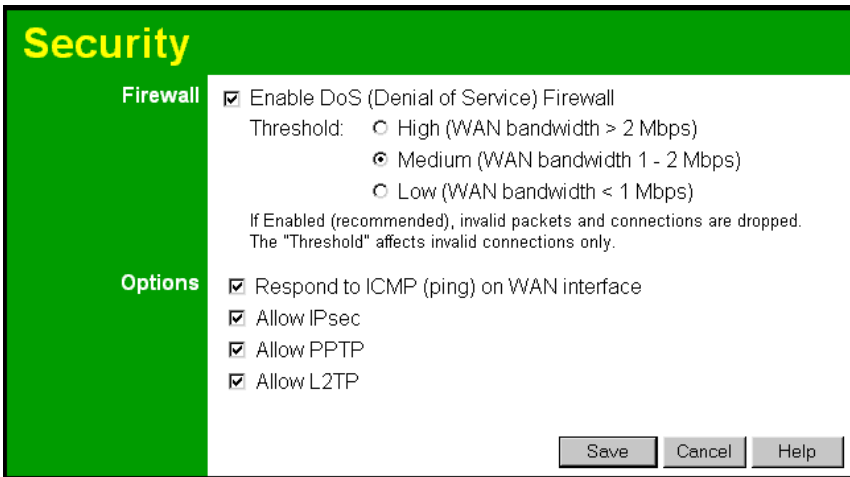 Security
Firewall
Enable DoS (Denial of Service) Firewall
Threshold: High (WAN bandwidth > 2 Mbps)
Medium (WAN bandwidth 1 - 2 Mbps)
Low (WAN bandwidth < 1 Mbps)
If Enabled (recommended), invalid packets and connections are dropped.
The "Threshold" affects invalid connections only.
Options
Respond to ICMP (ping) on WAN interface
Allow IPsec
Allow PPTP
Allow L2TP
Save Cancel Help